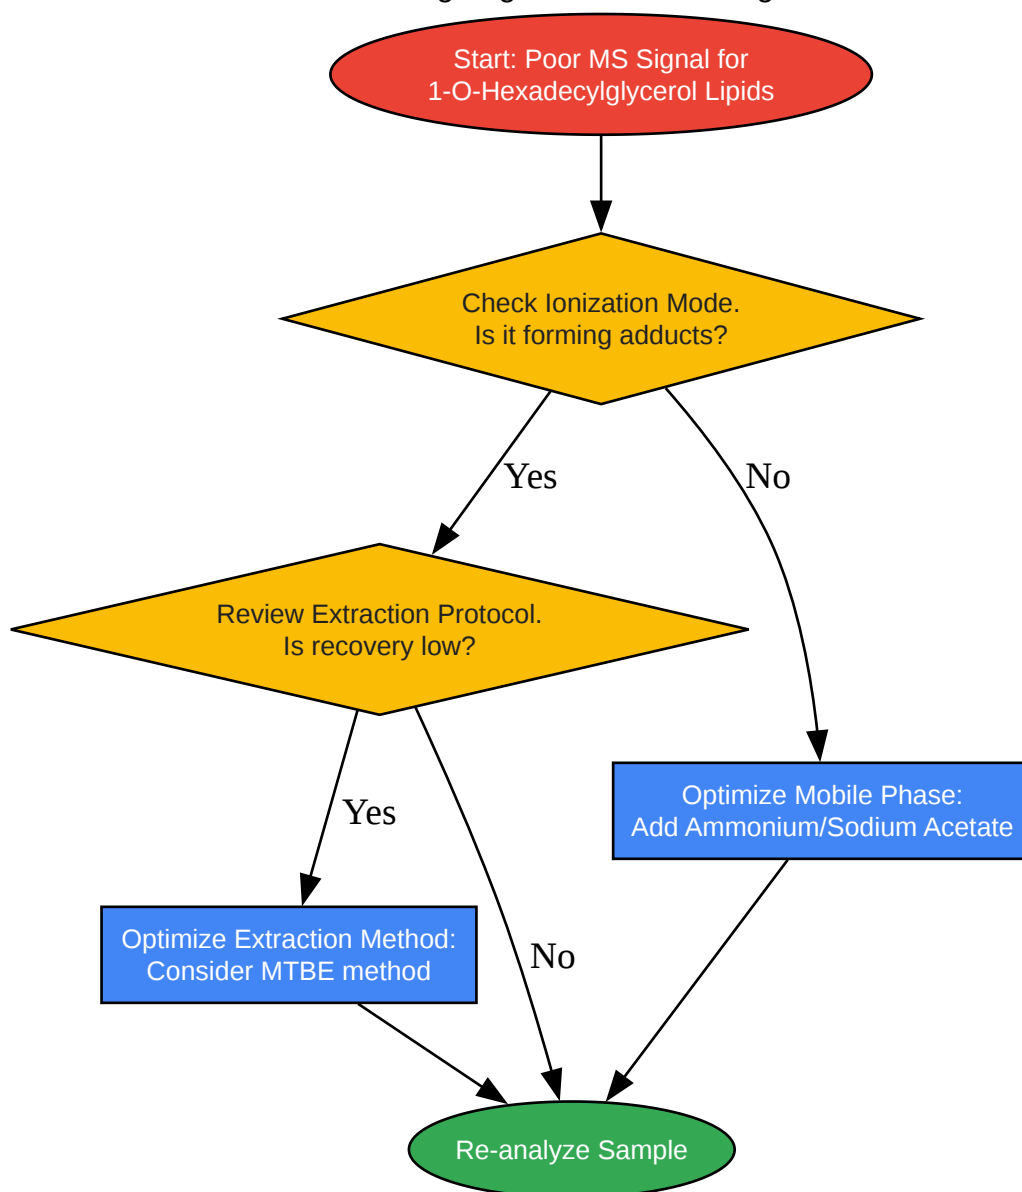 Start: Poor MS Signal for
1-O-Hexadecylglycerol Lipids
Check Ionization Mode.
Is it forming adducts?
Yes
No
Review Extraction Protocol.
Is recovery low?
Optimize Mobile Phase:
Add Ammonium/Sodium Acetate
Yes
Optimize Extraction Method:
Consider MTBE method
No
Re-analyze Sample